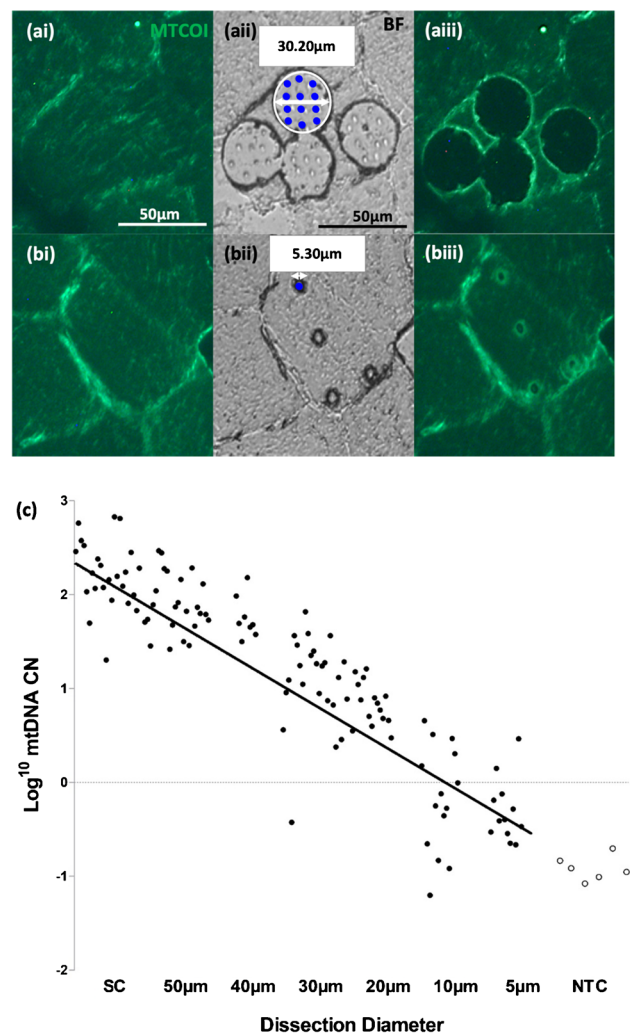 (ai) MTCOI (aii) BF (aiii)
30.20µm
50µm 50µm
(bi) (bii) (biii)
5.30µm
(c)
3
2
1
0
-1
-2
Log10 mtDNA CN
SC 50µm 40µm 30µm 20µm 10µm 5µm NTC
Dissection Diameter